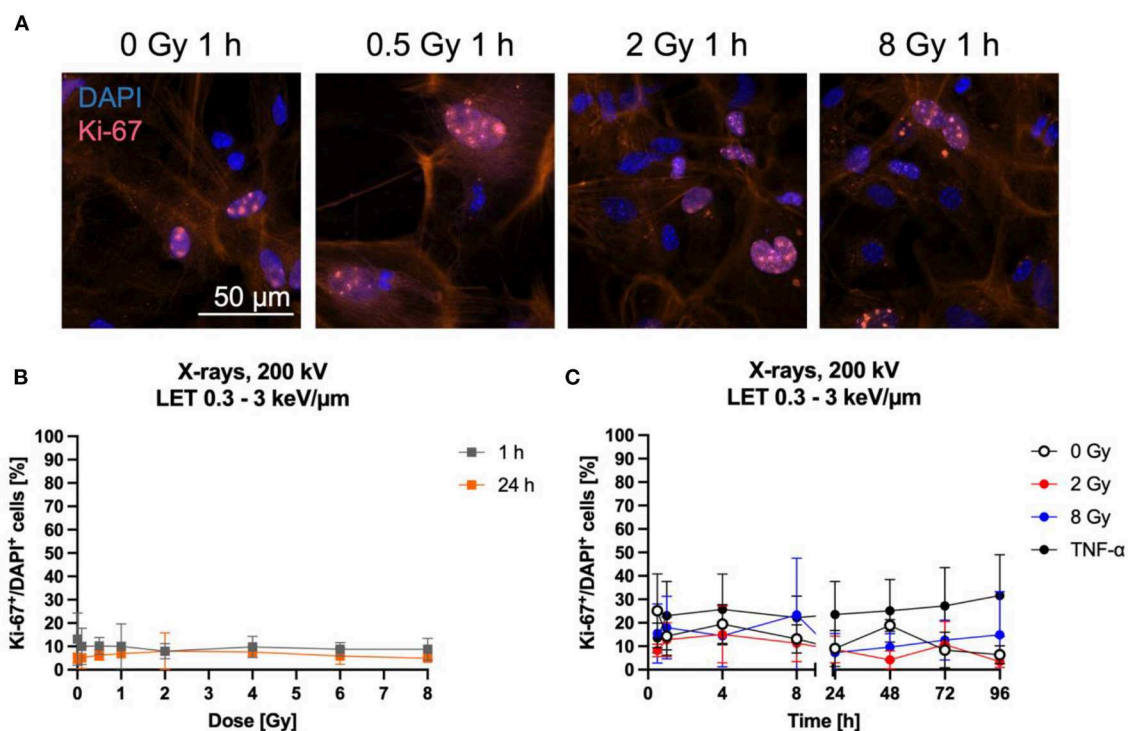 A
0 Gy 1 h
0.5 Gy 1 h
2 Gy 1 h
8 Gy 1 h
DAPI
Ki-67
50 µm
B
X-rays, 200 kV
LET 0.3 - 3 keV/µm
Ki-67⁺/DAPI⁺ cells [%]
100
90
80
70
60
50
40
30
20
10
0
0 1 2 3 4 5 6 7 8
Dose [Gy]
1 h
24 h
C
X-rays, 200 kV
LET 0.3 - 3 keV/µm
Ki-67⁺/DAPI⁺ cells [%]
100
90
80
70
60
50
40
30
20
10
0
0 4 8 24 48 72 96
Time [h]
0 Gy
2 Gy
8 Gy
TNF-α